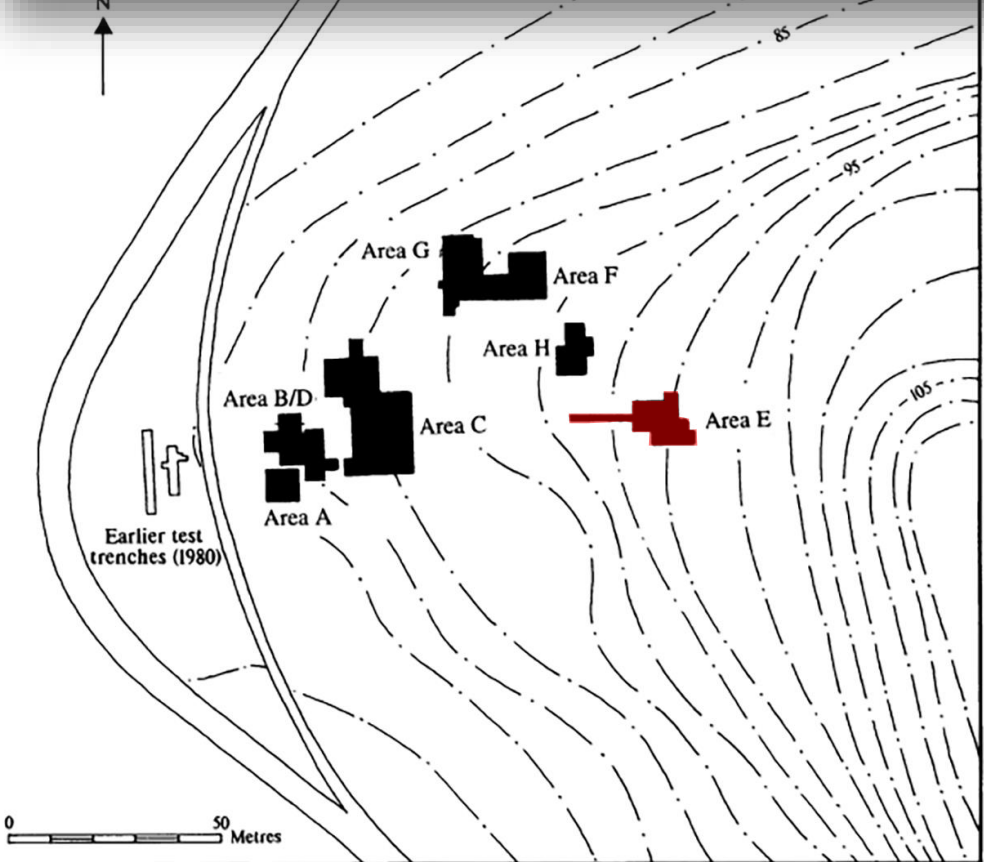 N
85
95
Area G
Area F
Area H
105
Area B/D
Area C
Area E
Area A
Earlier test
trenches (1980)
0 50
Metres